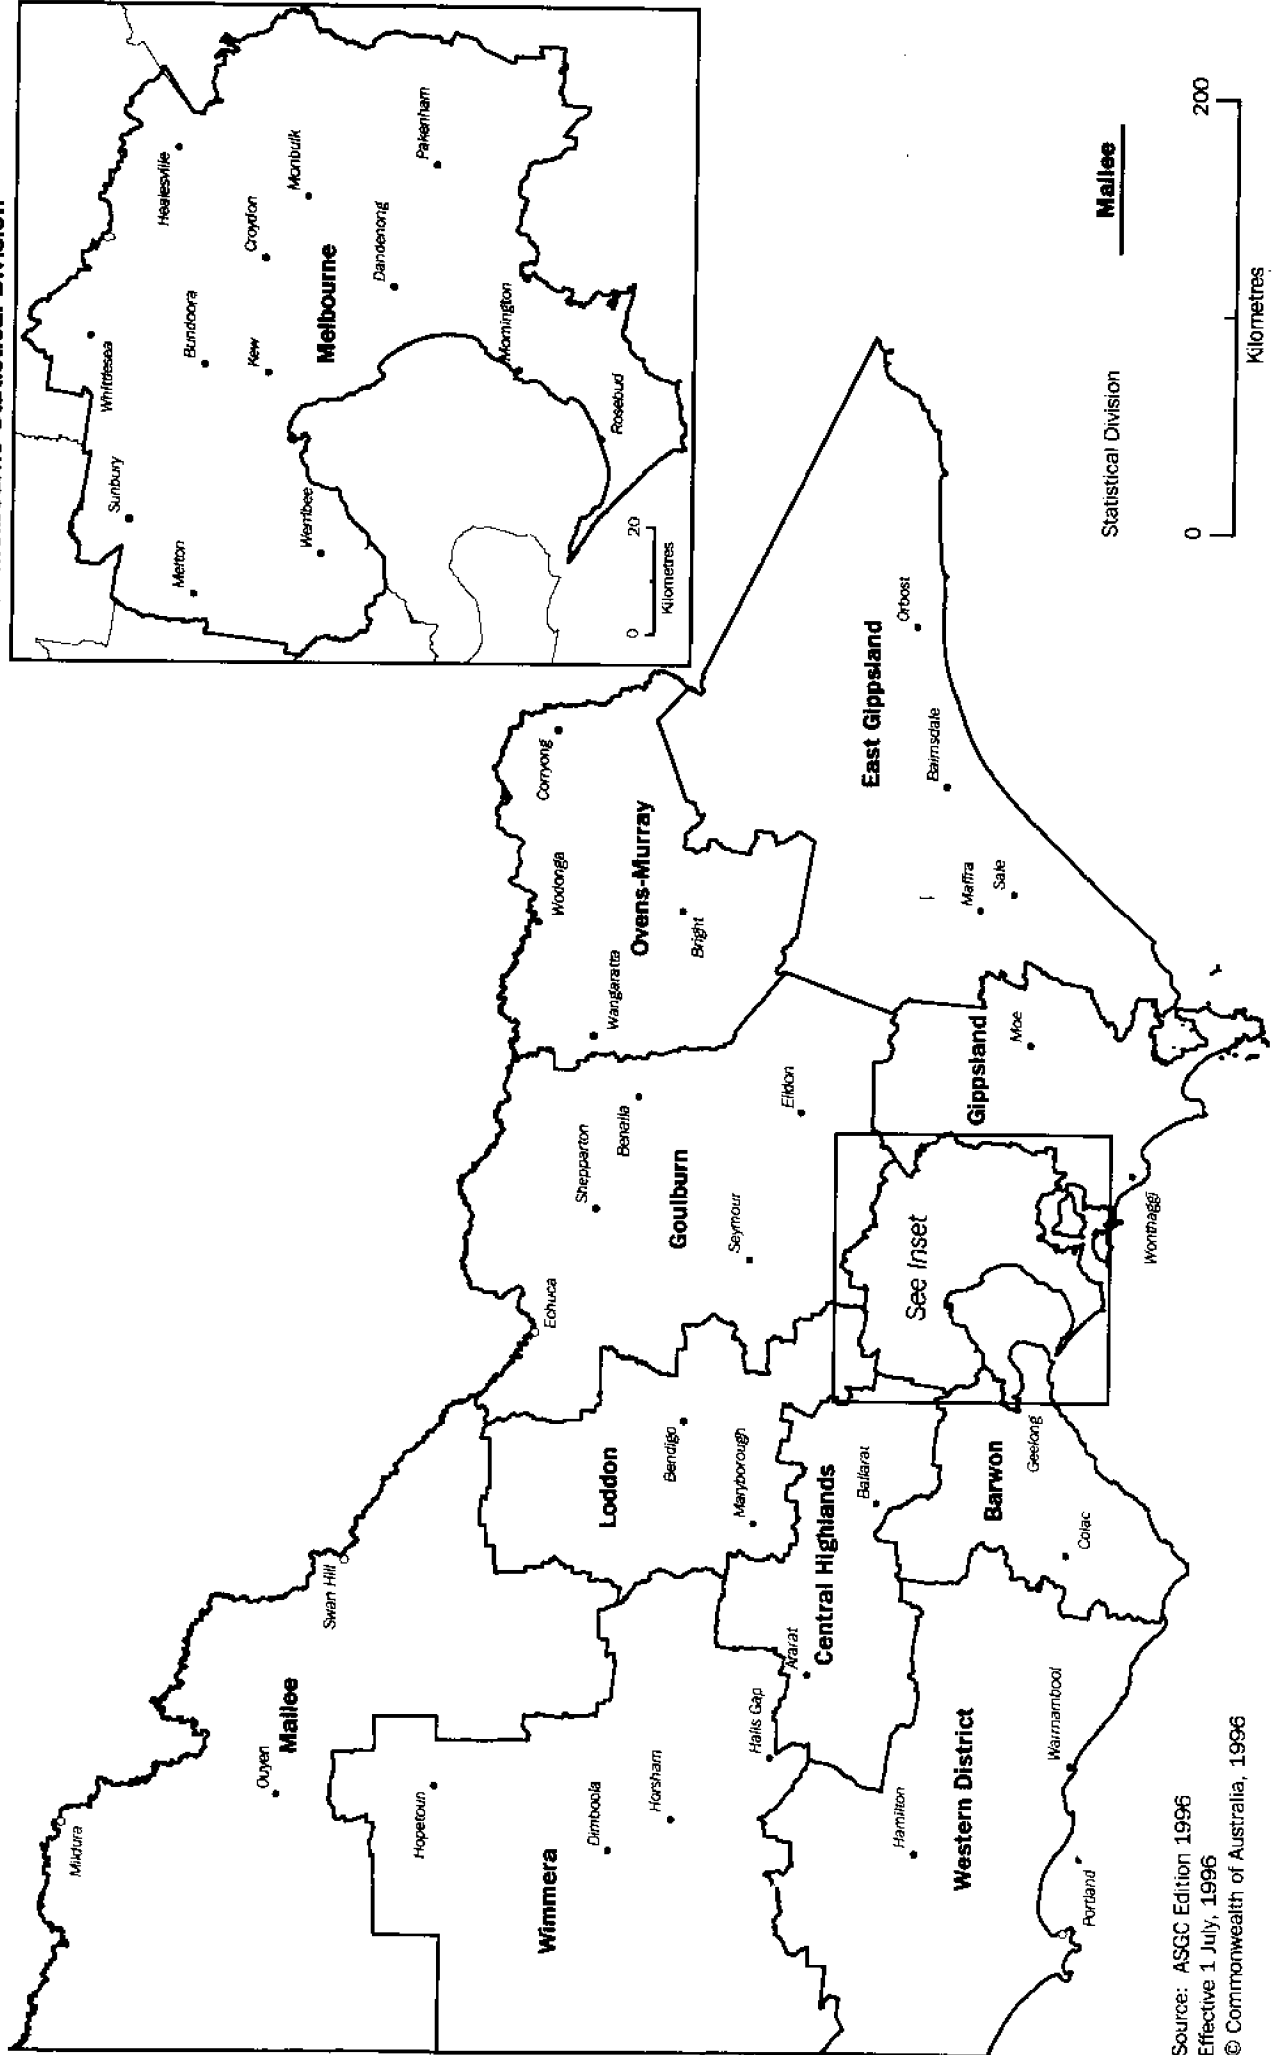 Healesville
Whittlesea
Bundoora
Croydon
Monbulk
Kew
Melbourne
Dandenong
Pakenham
Sunbury
Melton
Werribee
Mornington
Rosebud
0 20
Kilometres
Mildura
Ouyen
Mallee
Swan Hill
Hopetoun
Wimmera
Dimboola
Horsham
Halls Gap
Echuca
Loddon
Bendigo
Maryborough
Shepparton
Benalla
Goulburn
Seymour
Eildon
Corryong
Wodonga
Wangaratta
Ovens-Murray
Bright
Ararat
Central Highlands
Ballarat
See Inset
Hamilton
Western District
Warrnambool
Portland
Barwon
Geelong
Colac
Gippsland
Moe
Wonthaggi
East Gippsland
Orbost
Bairnsdale
Maffra
Sale
Statistical Division
Mallee
0 200
Kilometres
Source: ASGC Edition 1996
Effective 1 July, 1996
© Commonwealth of Australia, 1996